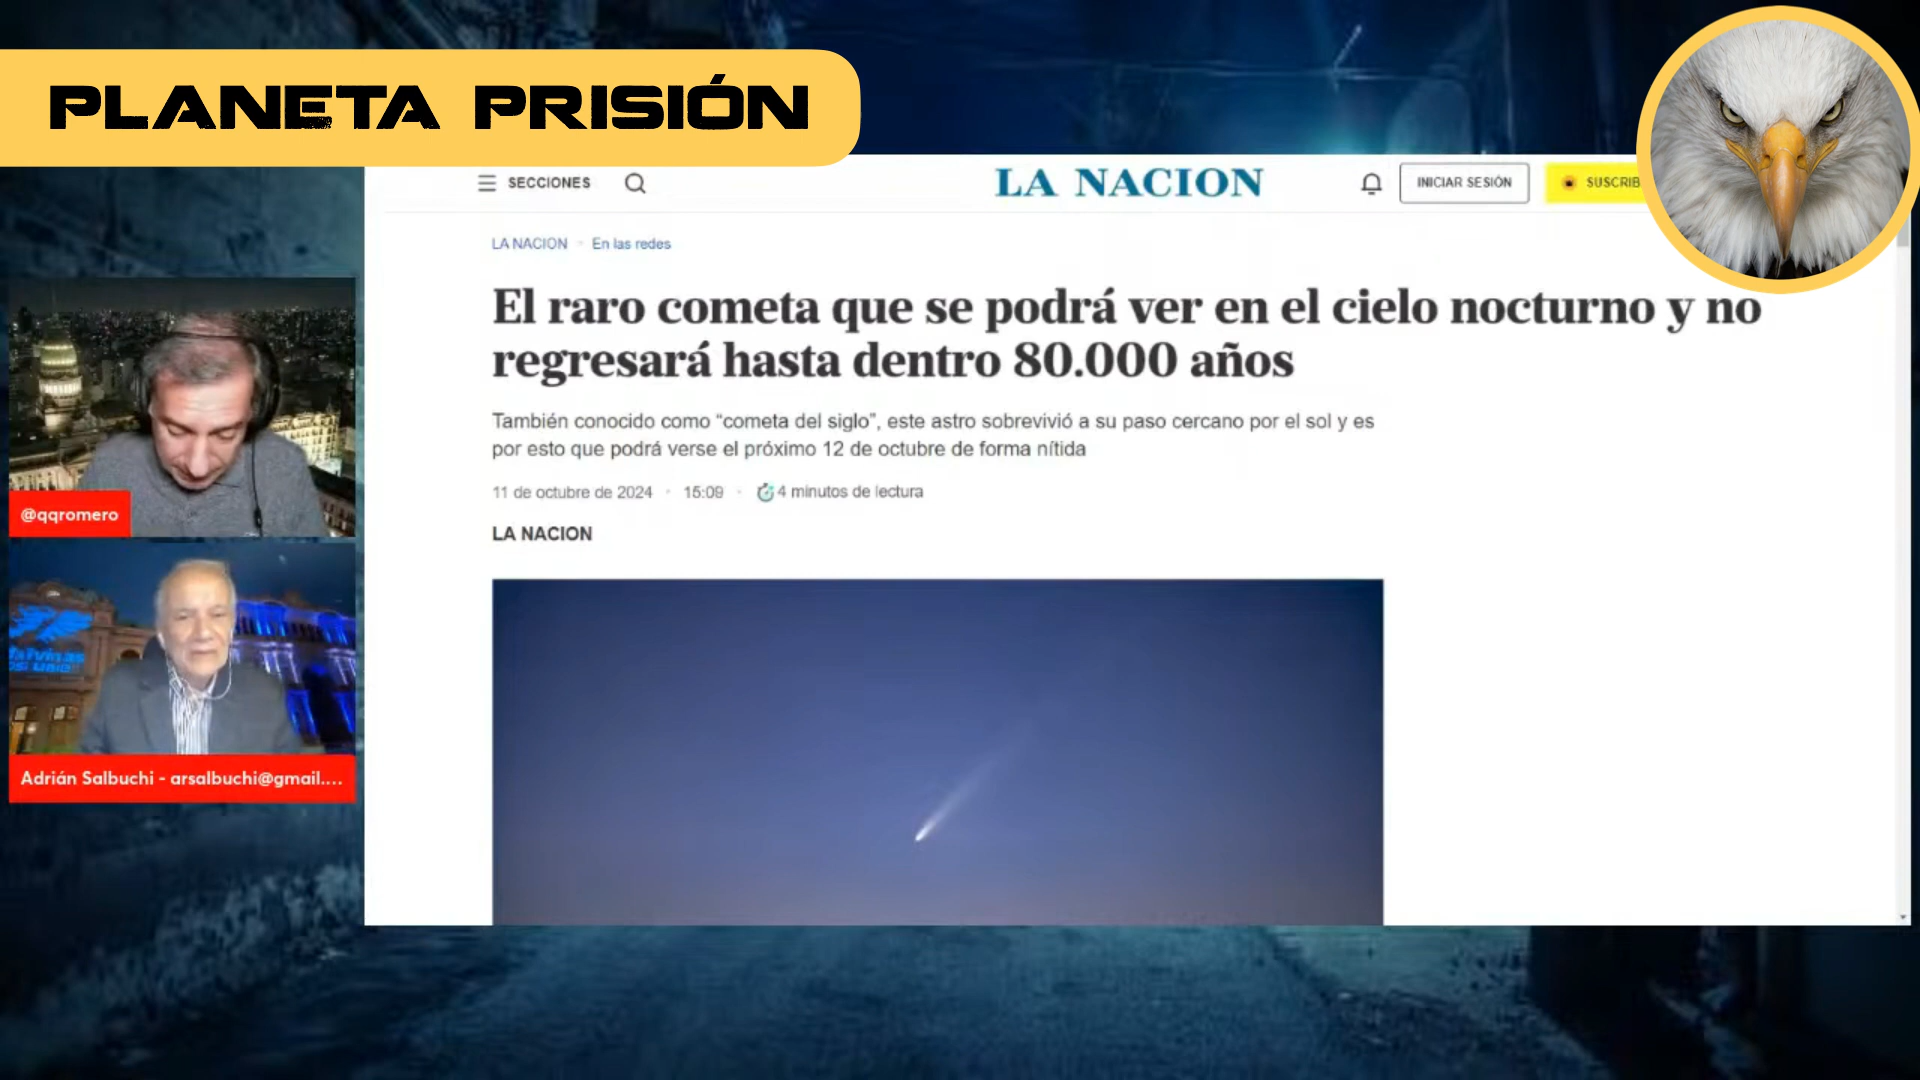 PLANETA PRISIÓN
SECCIONES
LA NACION
INICIAR SESIÓN
LA NACION
En las redes
El raro cometa que se podrá ver en el cielo nocturno y no
regresará hasta dentro 80.000 años
También conocido como “cometa del siglo”, este astro sobrevivió a su paso cercano por el sol y es
por esto que podrá verse el próximo 12 de octubre de forma nítida
11 de octubre de 2024 • 15:09 • 4 minutos de lectura
LA NACION
@qqromero
Adrián Salbuchi - arsalbuchi@gmail....